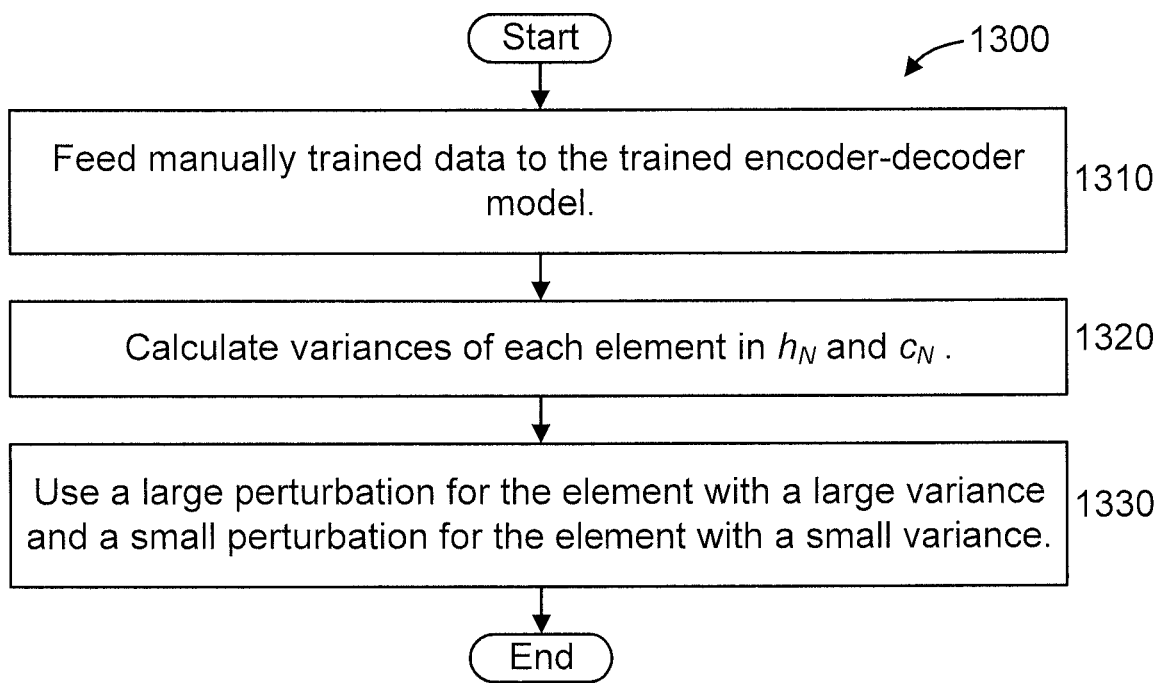 Start
1300
Feed manually trained data to the trained encoder-decoder
model.
1310
Calculate variances of each element in hN and cN .
1320
Use a large perturbation for the element with a large variance
and a small perturbation for the element with a small variance.
1330
End